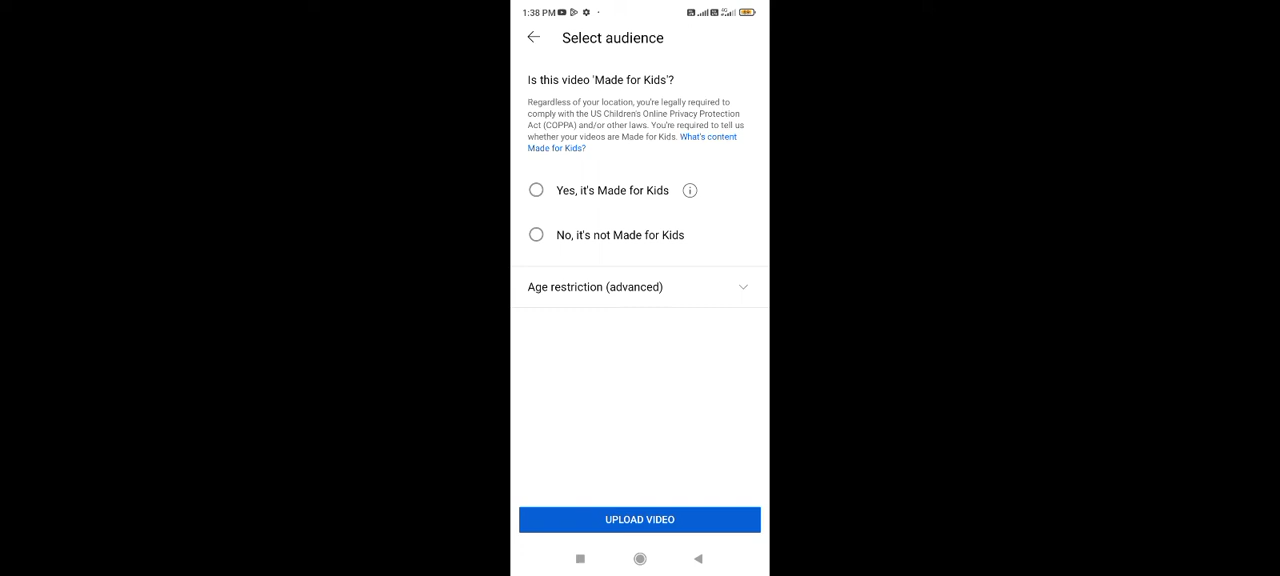 1:38 PM
Select audience
Is this video 'Made for Kids'?
Regardless of your location, you're legally required to
comply with the US Children's Online Privacy Protection
Act (COPPA) and/or other laws. You're required to tell us
whether your videos are Made for Kids. What's content
Made for Kids?
Yes, it's Made for Kids
No, it's not Made for Kids
Age restriction (advanced)
UPLOAD VIDEO